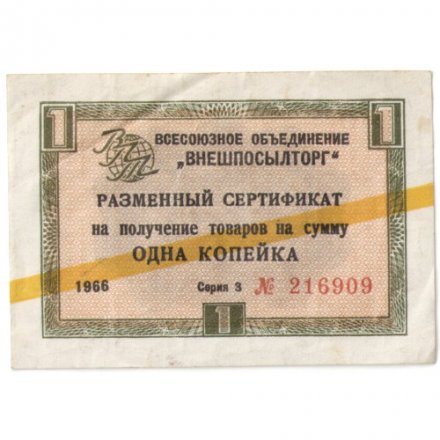 1 1
ВПТ
ВСЕСОЮЗНОЕ ОБЪЕДИНЕНИЕ
„ВНЕШПОСЫЛТОРГ“
РАЗМЕННЫЙ СЕРТИФИКАТ
на получение товаров на сумму
ОДНА КОПЕЙКА
1966 Серия 3 № 216909
1